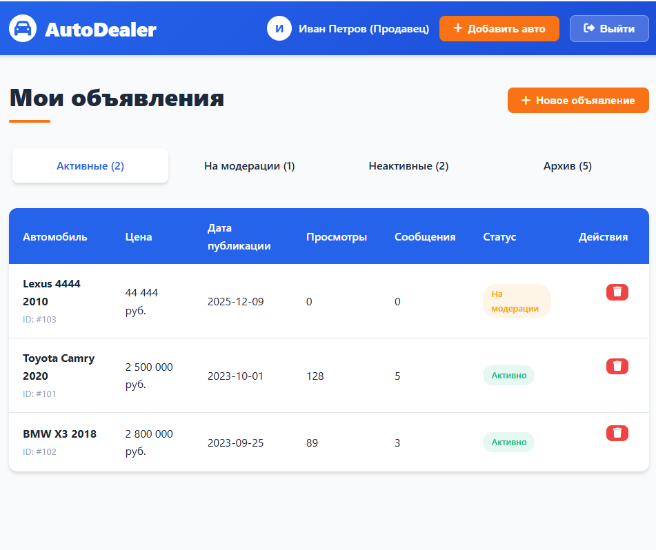 AutoDealer
И Иван Петров (Продавец) + Добавить авто Выйти
Мои объявления
+ Новое объявление
Активные (2) На модерации (1) Неактивные (2) Архив (5)
Автомобиль Цена Дата публикации Просмотры Сообщения Статус Действия
Lexus 4444 2010 44 444 руб. 2025-12-09 0 0 На модерации
ID: #103
Toyota Camry 2020 2 500 000 руб. 2023-10-01 128 5 Активно
ID: #101
BMW X3 2018 2 800 000 руб. 2023-09-25 89 3 Активно
ID: #102